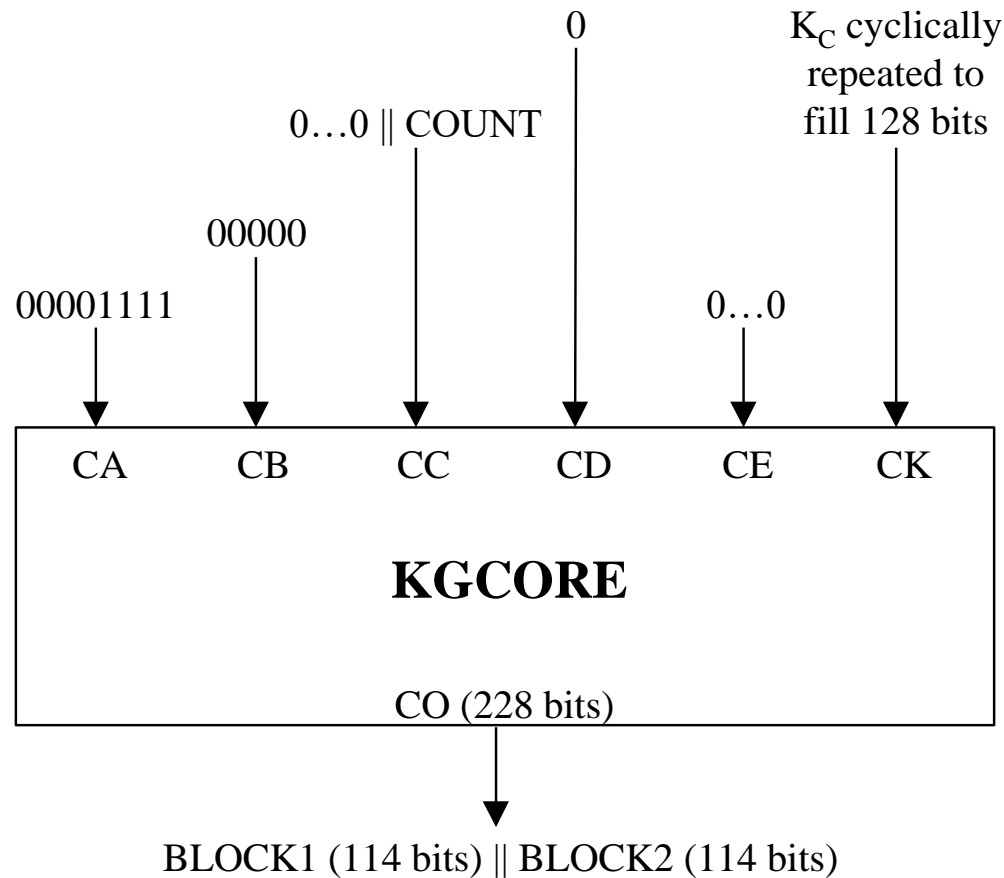 0
K_C cyclically
repeated to
fill 128 bits
0…0 || COUNT
00000
00001111
0…0
CA CB CC CD CE CK
KGCORE
CO (228 bits)
BLOCK1 (114 bits) || BLOCK2 (114 bits)